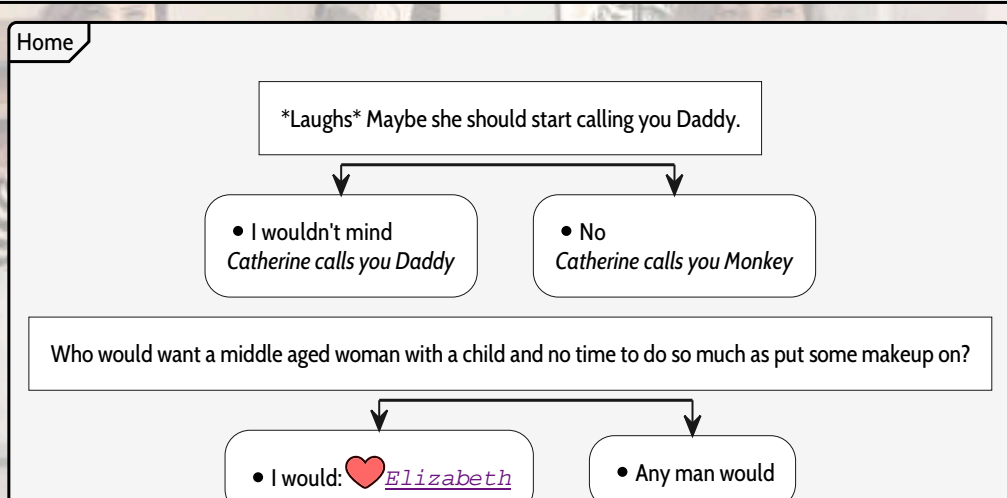 Home
*Laughs* Maybe she should start calling you Daddy.
• I wouldn't mind
Catherine calls you Daddy
• No
Catherine calls you Monkey
Who would want a middle aged woman with a child and no time to do so much as put some makeup on?
• I would: ❤Elizabeth
• Any man would